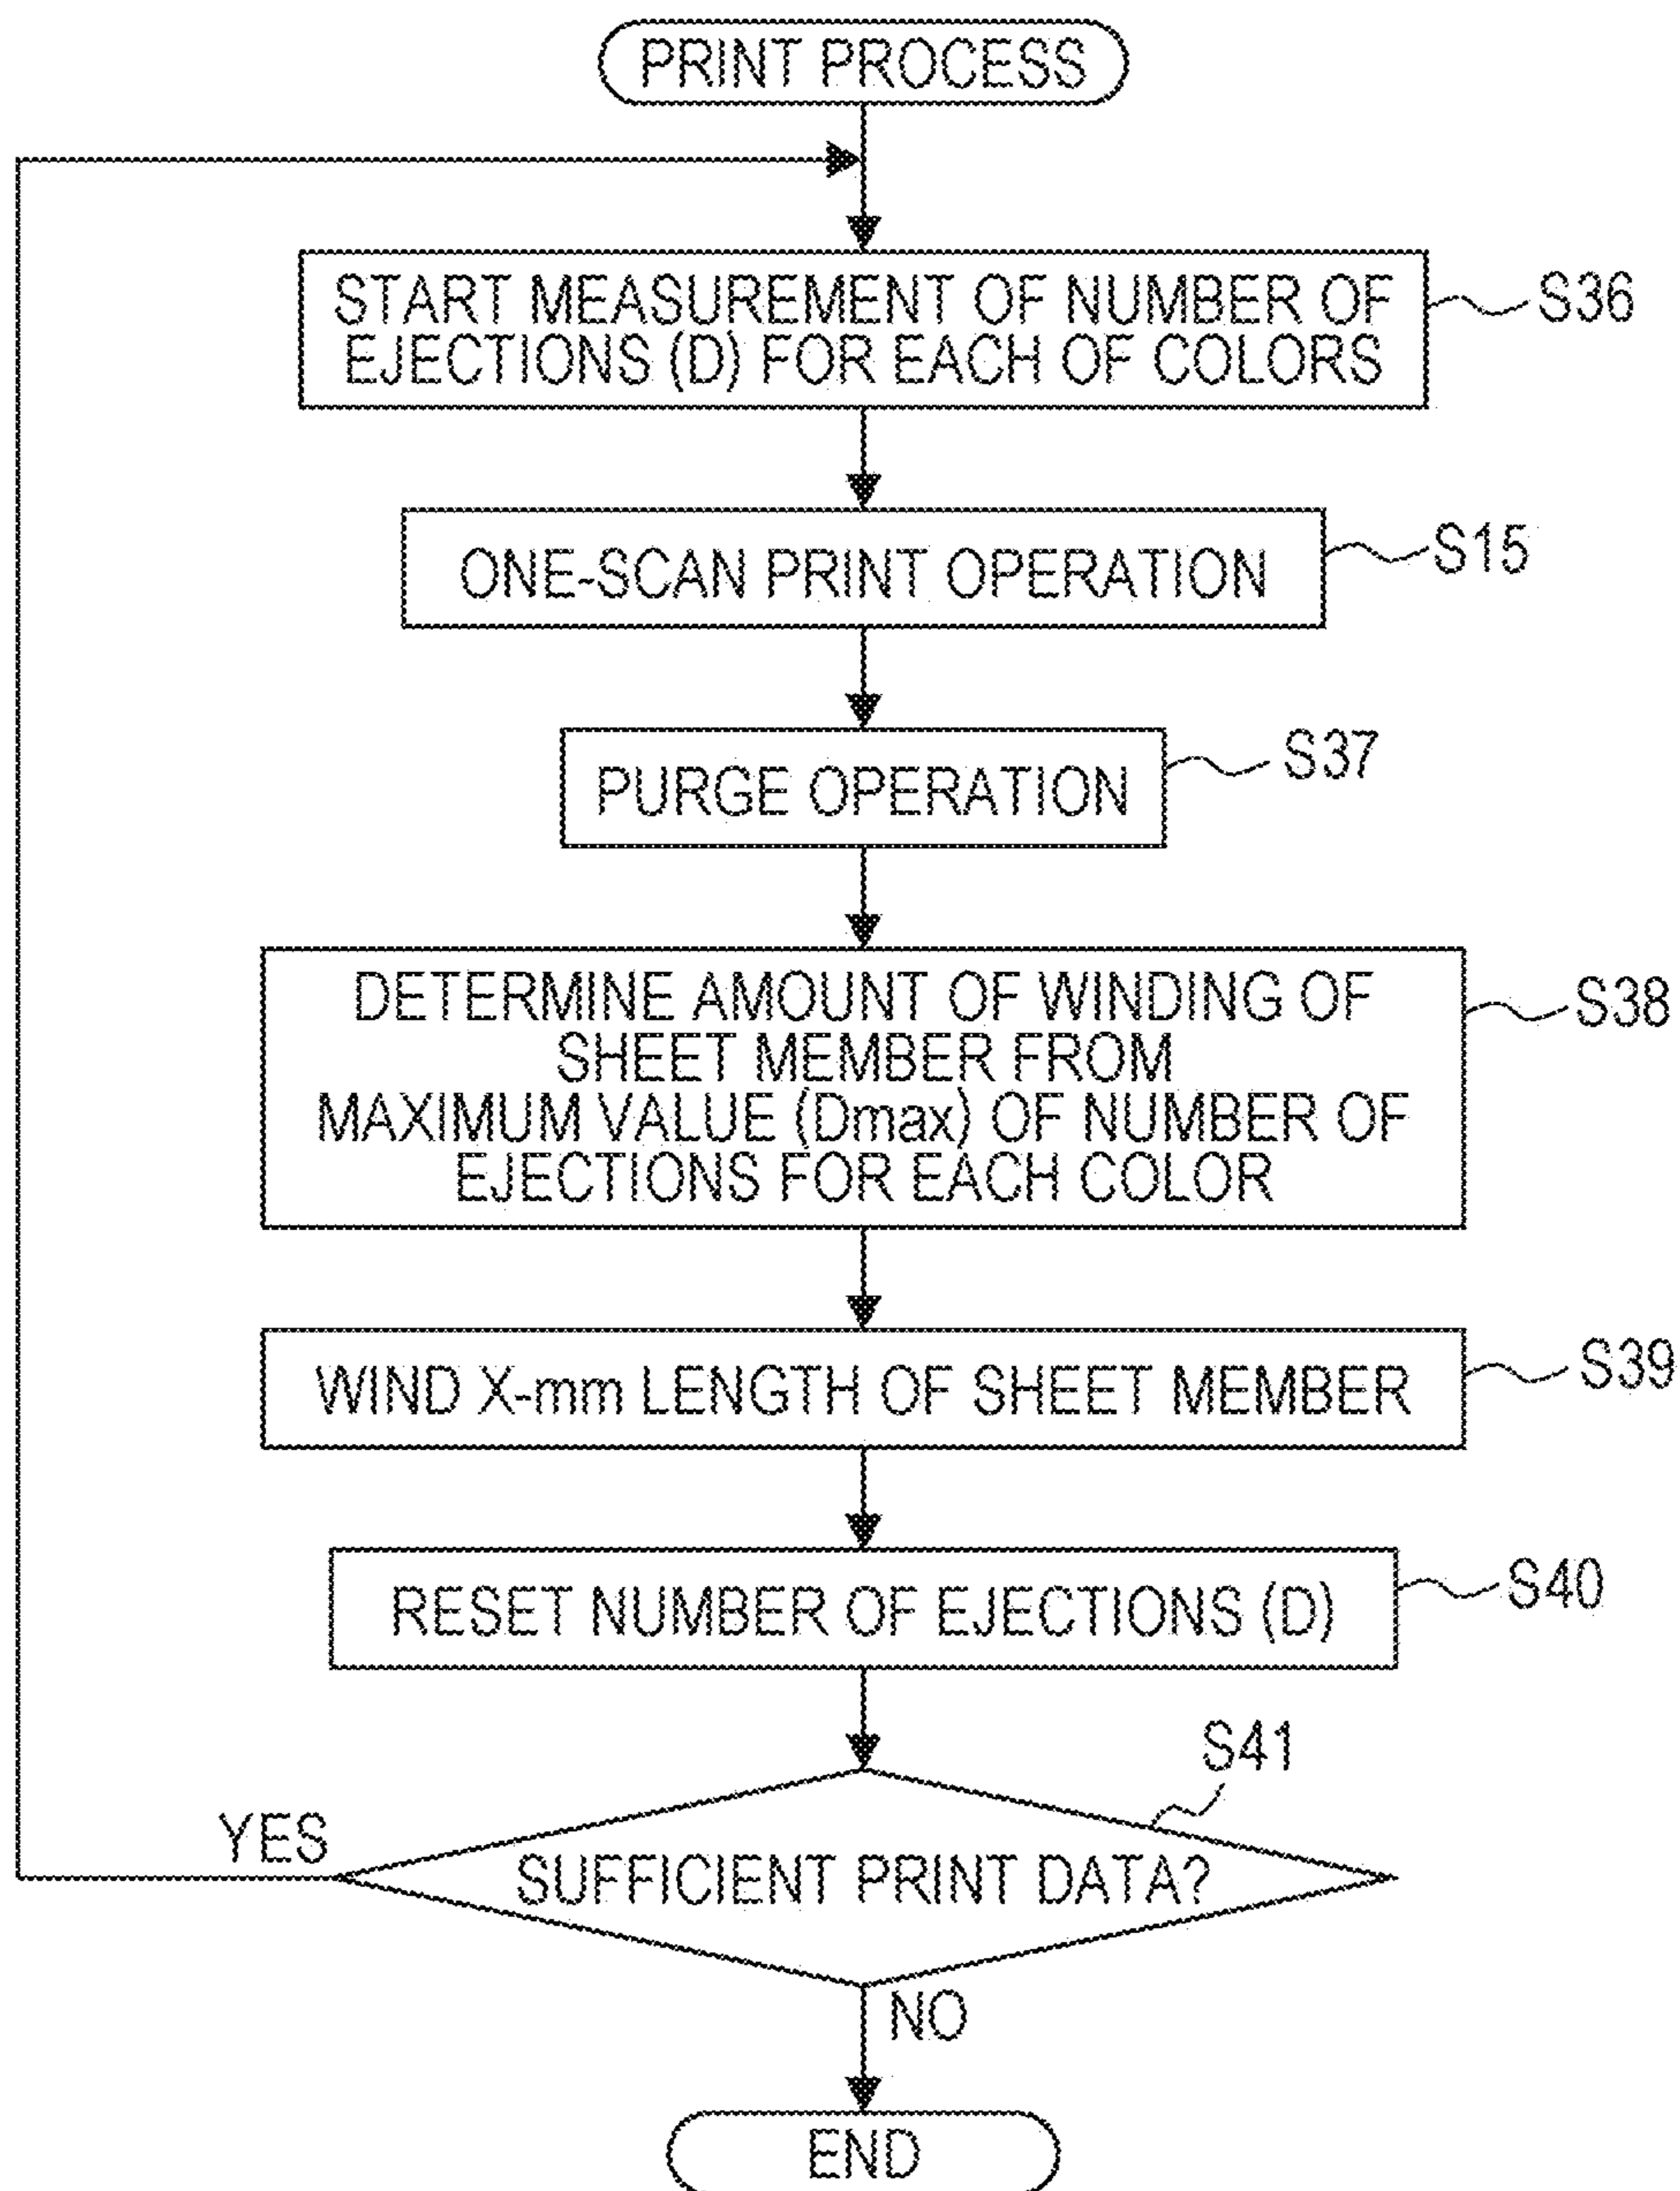 PRINT PROCESS
START MEASUREMENT OF NUMBER OF
EJECTIONS (D) FOR EACH OF COLORS
S36
ONE-SCAN PRINT OPERATION
S15
PURGE OPERATION
S37
DETERMINE AMOUNT OF WINDING OF
SHEET MEMBER FROM
MAXIMUM VALUE (Dmax) OF NUMBER OF
EJECTIONS FOR EACH COLOR
S38
WIND X-mm LENGTH OF SHEET MEMBER
S39
RESET NUMBER OF EJECTIONS (D)
S40
S41
YES
SUFFICIENT PRINT DATA?
NO
END